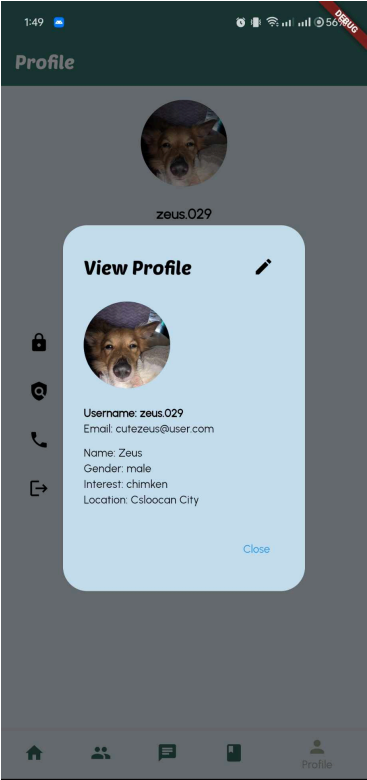 1:49
56%
DEBUG
Profile
zeus.029
View Profile
Username: zeus.029
Email: cutezeus@user.com
Name: Zeus
Gender: male
Interest: chimken
Location: Csloocan City
Close
Profile